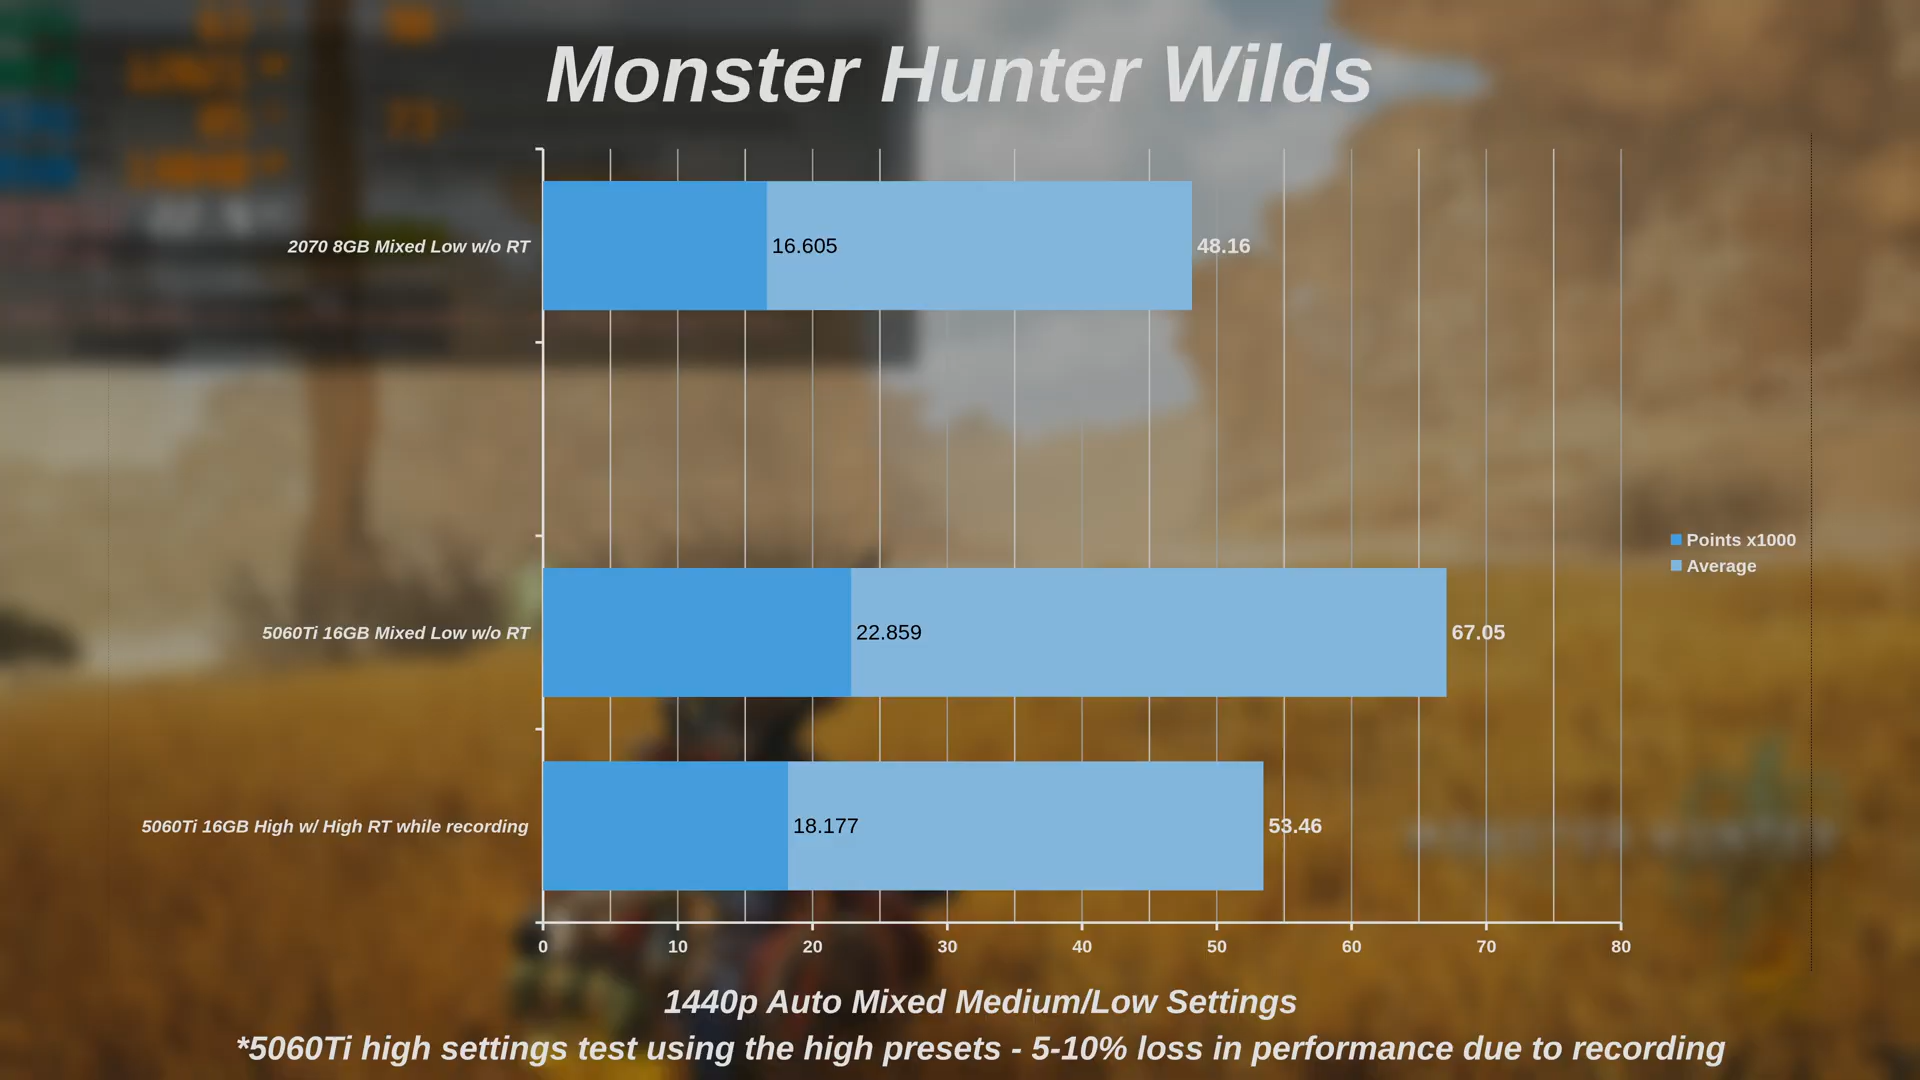 Monster Hunter Wilds
2070 8GB Mixed Low w/o RT
16.605
48.16
5060Ti 16GB Mixed Low w/o RT
22.859
67.05
5060Ti 16GB High w/ High RT while recording
18.177
53.46
Points x1000
Average
0 10 20 30 40 50 60 70 80
1440p Auto Mixed Medium/Low Settings
*5060Ti high settings test using the high presets - 5-10% loss in performance due to recording